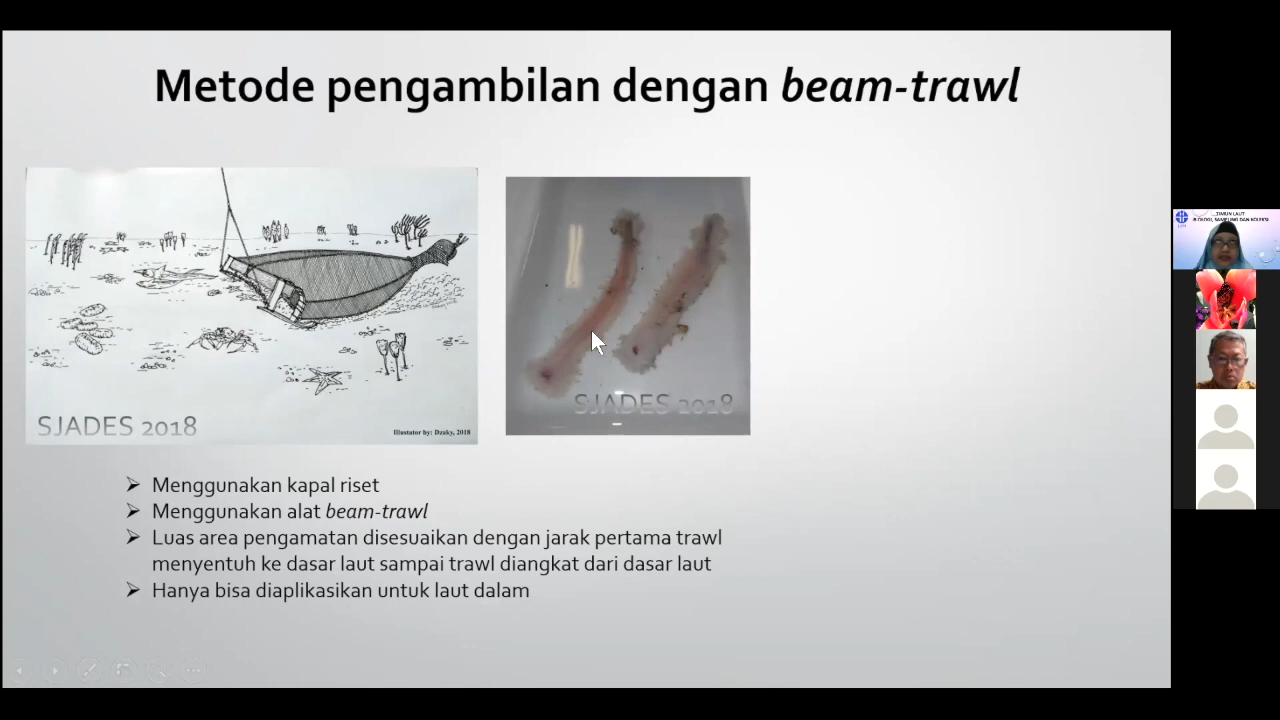 Metode pengambilan dengan beam-trawl
SJADES 2018
Illustator by: Dzaky, 2018
SJADES 2018
Menggunakan kapal riset
Menggunakan alat beam-trawl
Luas area pengamatan disesuaikan dengan jarak pertama trawl
menyentuh ke dasar laut sampai trawl diangkat dari dasar laut
Hanya bisa diaplikasikan untuk laut dalam
TIMUN LAUT